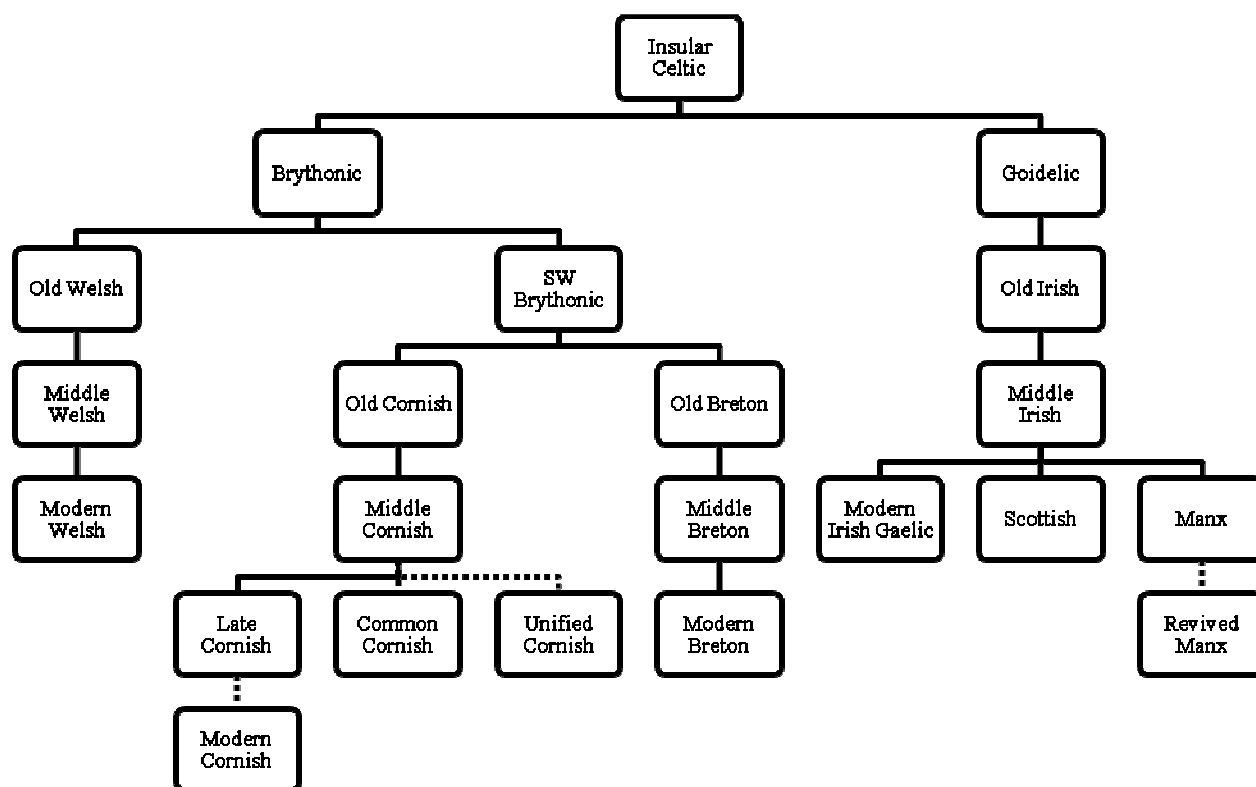 Insular
Celtic
Brythonic
Goidelic
Old Welsh
SW
Brythonic
Old Irish
Middle
Welsh
Old Cornish
Old Breton
Middle
Irish
Modern
Welsh
Middle
Cornish
Middle
Breton
Modern
Irish Gaelic
Scottish
Manx
Late
Cornish
Common
Cornish
Unified
Cornish
Modern
Breton
Revived
Manx
Modern
Cornish